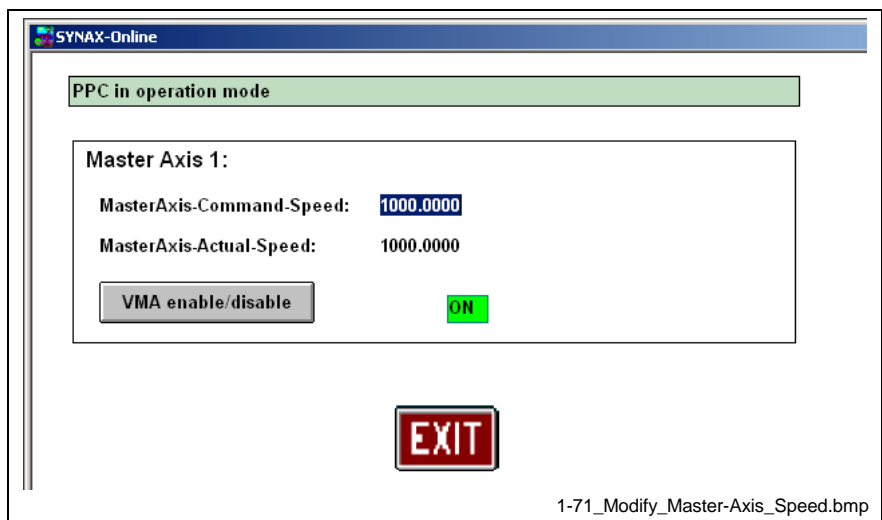 SYNAX-Online
PPC in operation mode
Master Axis 1:
MasterAxis-Command-Speed: 1000.0000
MasterAxis-Actual-Speed: 1000.0000
VMA enable/disable ON
EXIT
1-71_Modify_Master-Axis_Speed.bmp